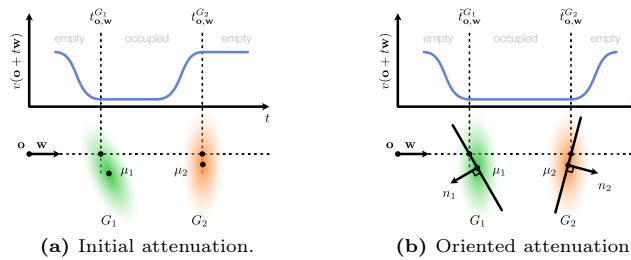 t^{G_1}_{o,w} t^{G_2}_{o,w}
empty occupied empty
v(o + tw)
t
o w
μ_1 μ_2
G_1 G_2
(a) Initial attenuation.
t̃^{G_1}_{o,w} t̃^{G_2}_{o,w}
empty occupied empty
v(o + tw)
t
o w
μ_1 μ_2
n_1 n_2
G_1 G_2
(b) Oriented attenuation